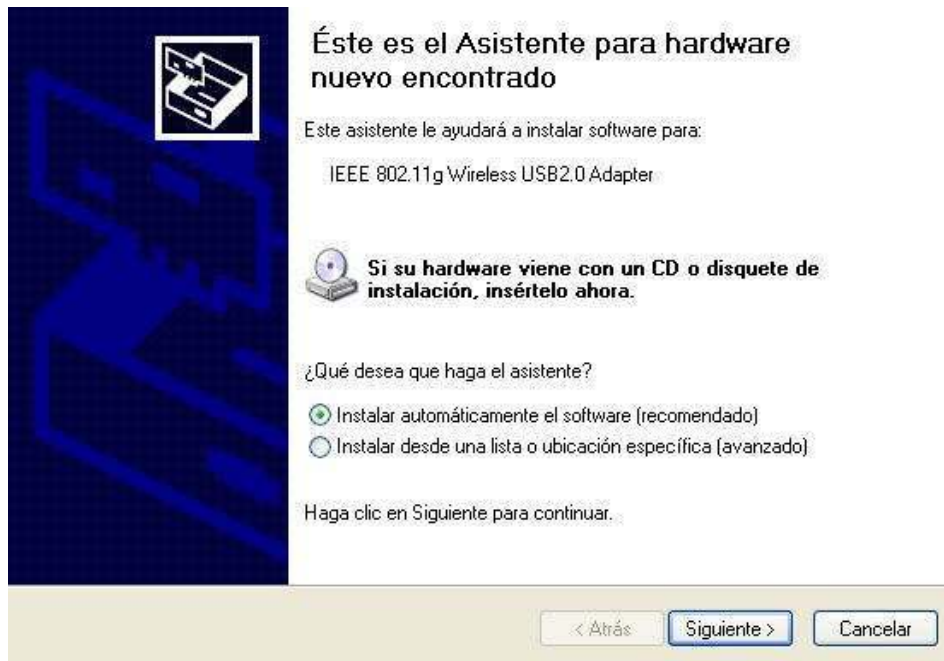 Éste es el Asistente para hardware
nuevo encontrado
Este asistente le ayudará a instalar software para:
IEEE 802.11g Wireless USB2.0 Adapter
Si su hardware viene con un CD o disquete de
instalación, insértelo ahora.
¿Qué desea que haga el asistente?
Instalar automáticamente el software (recomendado)
Instalar desde una lista o ubicación específica (avanzado)
Haga clic en Siguiente para continuar.
< Atrás Siguiente > Cancelar